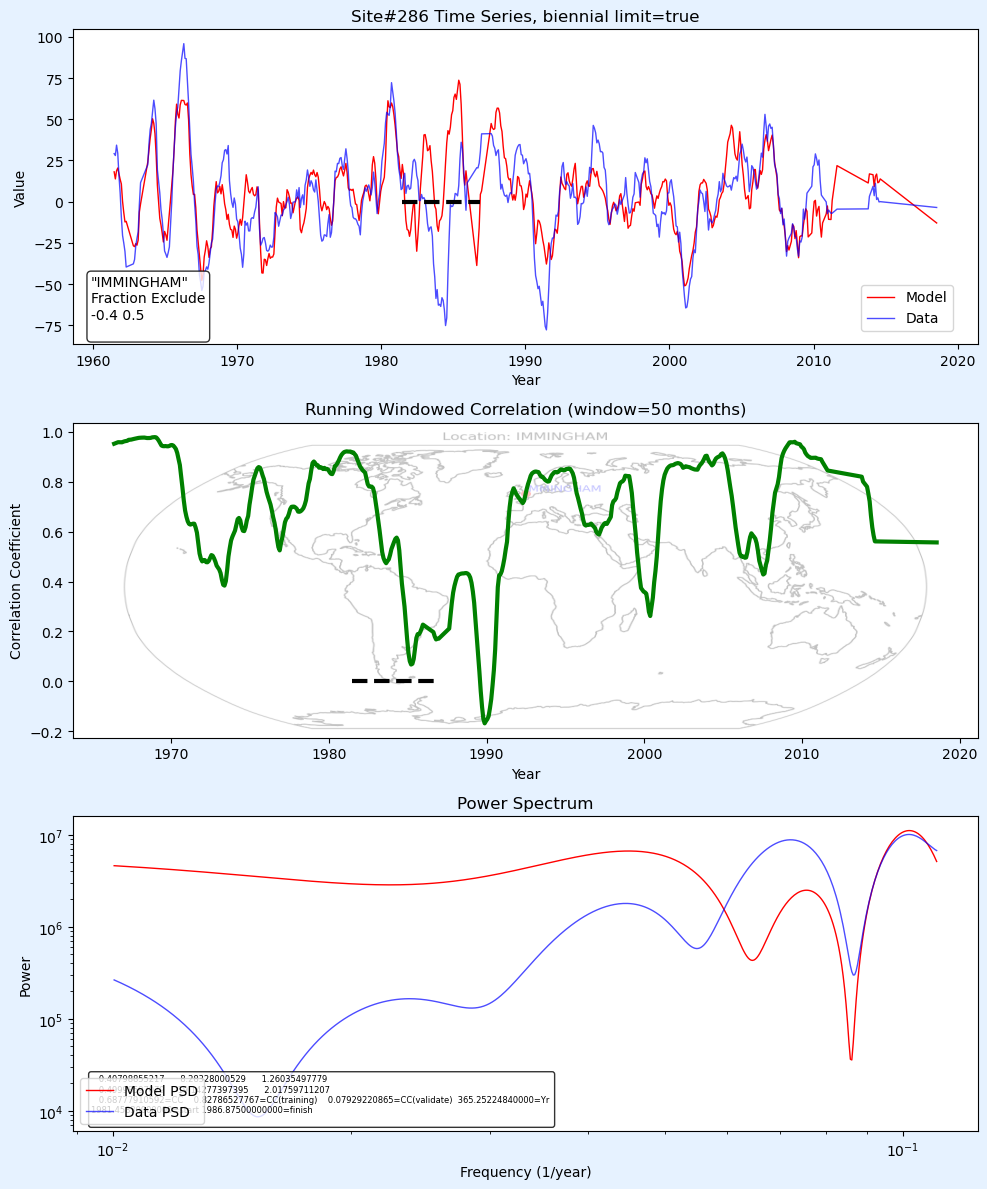 Site#286 Time Series, biennial limit=true
Value
100
75
50
25
0
−25
−50
−75
"IMMINGHAM"
Fraction Exclude
-0.4 0.5
Model
Data
1960 1970 1980 1990 2000 2010 2020
Year
Running Windowed Correlation (window=50 months)
Location: IMMINGHAM
IMMINGHAM
Correlation Coefficient
1.0
0.8
0.6
0.4
0.2
0.0
−0.2
1970 1980 1990 2000 2010 2020
Year
Power Spectrum
Power
10⁷
10⁶
10⁵
10⁴
1.26035497779
2.01759711207
Model PSD
=CC(training) 0.07929220865=CC(validate) 365.25224840000=Yr
Data PSD
1986.87500000000=finish
10⁻² 10⁻¹
Frequency (1/year)